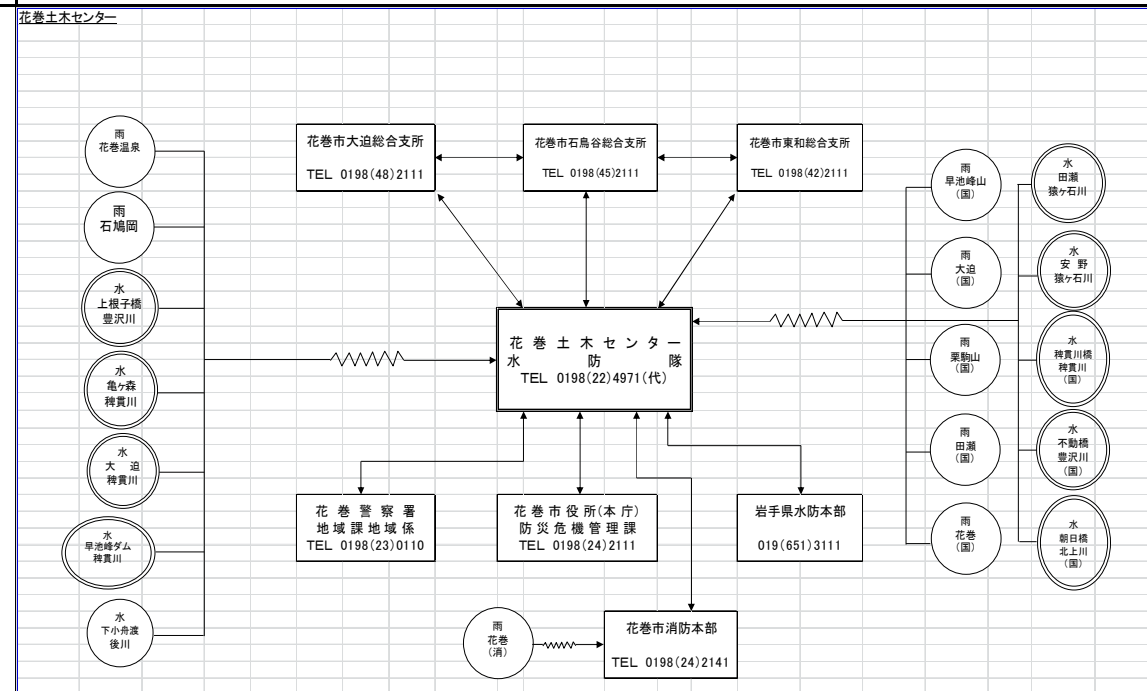 花巻土木センター
雨
花巻温泉
雨
石鳩岡
水
上根子橋
豊沢川
水
亀ヶ森
稗貫川
水
大　迫
稗貫川
水
早池峰ダム
稗貫川
水
下小舟渡
後川
花巻市大迫総合支所
TEL 0198(48)2111
花巻市石鳥谷総合支所
TEL 0198(45)2111
花巻市東和総合支所
TEL 0198(42)2111
花 巻 土 木 セ ン タ ー
水　防　隊
TEL 0198(22)4971(代)
花 巻 警 察 署
地 域 課 地 域 係
TEL 0198(23)0110
花 巻 市 役 所(本 庁)
防 災 危 機 管 理 課
TEL 0198(24)2111
岩手県水防本部
019(651)3111
雨
花巻
(消)
花巻市消防本部
TEL 0198(24)2141
雨
早池峰山
(国)
雨
大迫
(国)
雨
栗駒山
(国)
雨
田瀬
(国)
雨
花巻
(国)
水
田瀬
猿ヶ石川
水
安　野
猿ヶ石川
水
稗貫川橋
稗貫川
(国)
水
不動橋
豊沢川
(国)
水
朝日橋
北上川
(国)